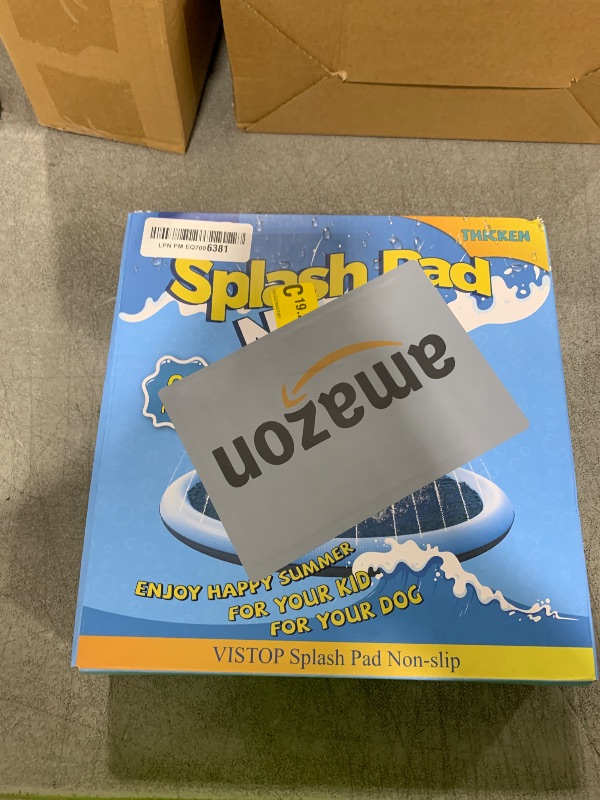 LPN PM EQ7006381
THICKEN
Splash Pad
C
19.
amazon
ENJOY HAPPY SUMMER
FOR YOUR KID
FOR YOUR DOG
VISTOP Splash Pad Non-slip